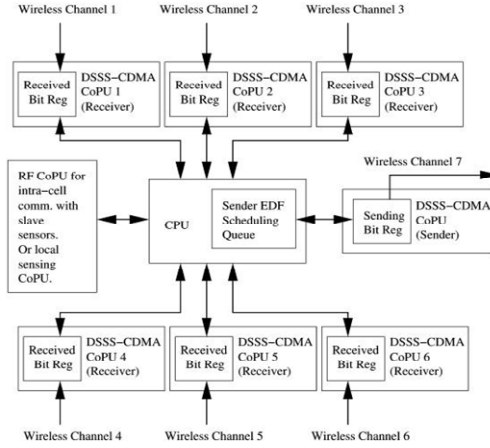 Wireless Channel 1
Wireless Channel 2
Wireless Channel 3
Received
Bit Reg
DSSS-CDMA
CoPU 1
(Receiver)
Received
Bit Reg
DSSS-CDMA
CoPU 2
(Receiver)
Received
Bit Reg
DSSS-CDMA
CoPU 3
(Receiver)
RF CoPU for
intra-cell
comm. with
slave
sensors.
Or local
sensing
CoPU.
CPU
Sender EDF
Scheduling
Queue
Wireless Channel 7
Sending
Bit Reg
DSSS-CDMA
CoPU
(Sender)
Received
Bit Reg
DSSS-CDMA
CoPU 4
(Receiver)
Received
Bit Reg
DSSS-CDMA
CoPU 5
(Receiver)
Received
Bit Reg
DSSS-CDMA
CoPU 6
(Receiver)
Wireless Channel 4
Wireless Channel 5
Wireless Channel 6